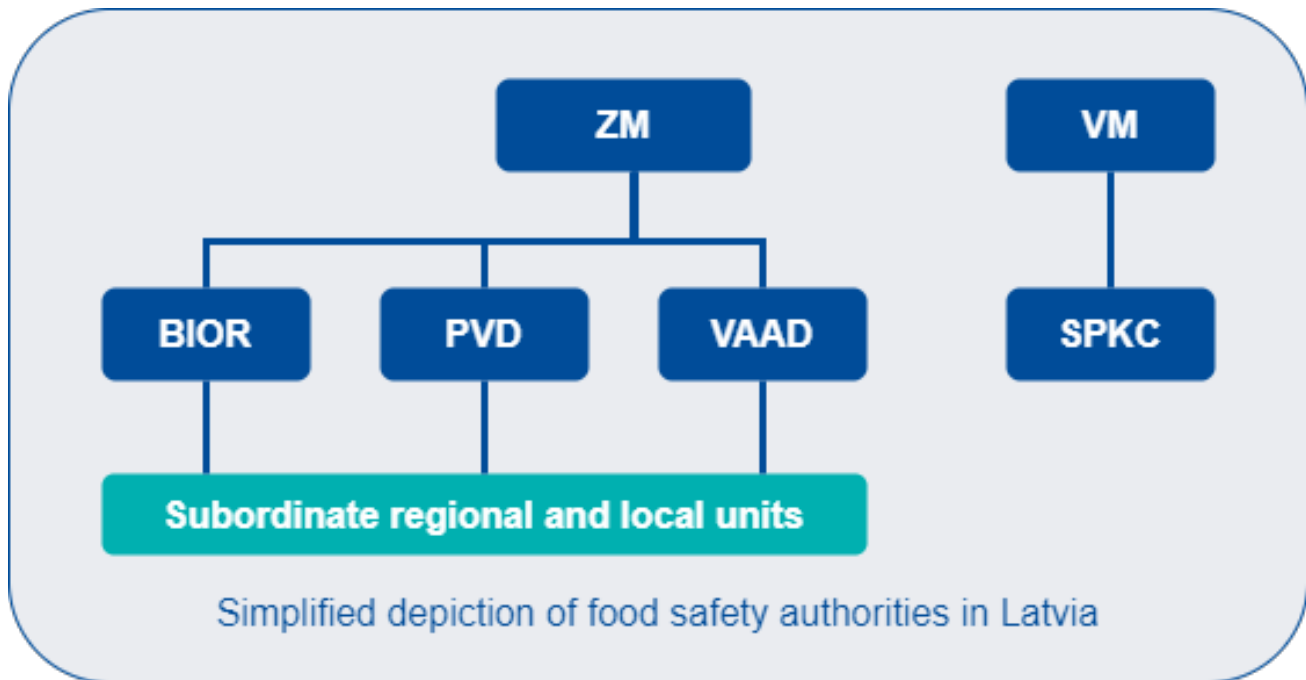 ZM
VM
BIOR
PVD
VAAD
SPKC
Subordinate regional and local units
Simplified depiction of food safety authorities in Latvia